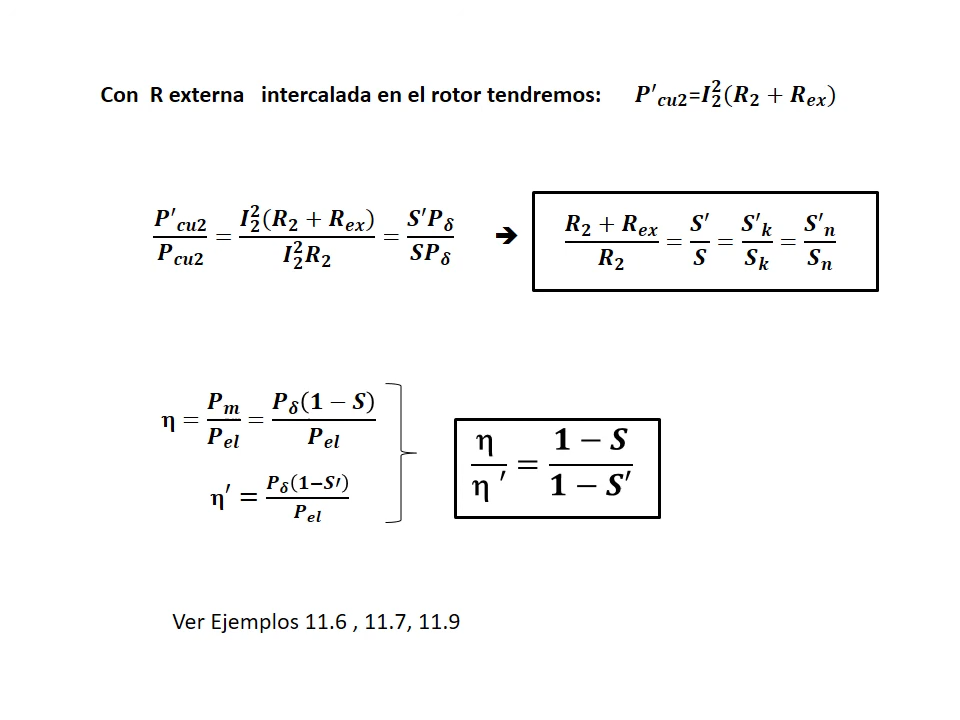 Con R externa intercalada en el rotor tendremos: P'cu2=I₂²(R₂ + Rex)
P'cu2/Pcu2 = I₂²(R₂ + Rex)/I₂²R₂ = S'Pδ/SPδ ➔ (R₂ + Rex)/R₂ = S'/S = S'k/Sk = S'n/Sn
η = Pm/Pel = Pδ(1 − S)/Pel
η' = Pδ(1−S')/Pel
η/η' = (1 − S)/(1 − S')
Ver Ejemplos 11.6 , 11.7, 11.9